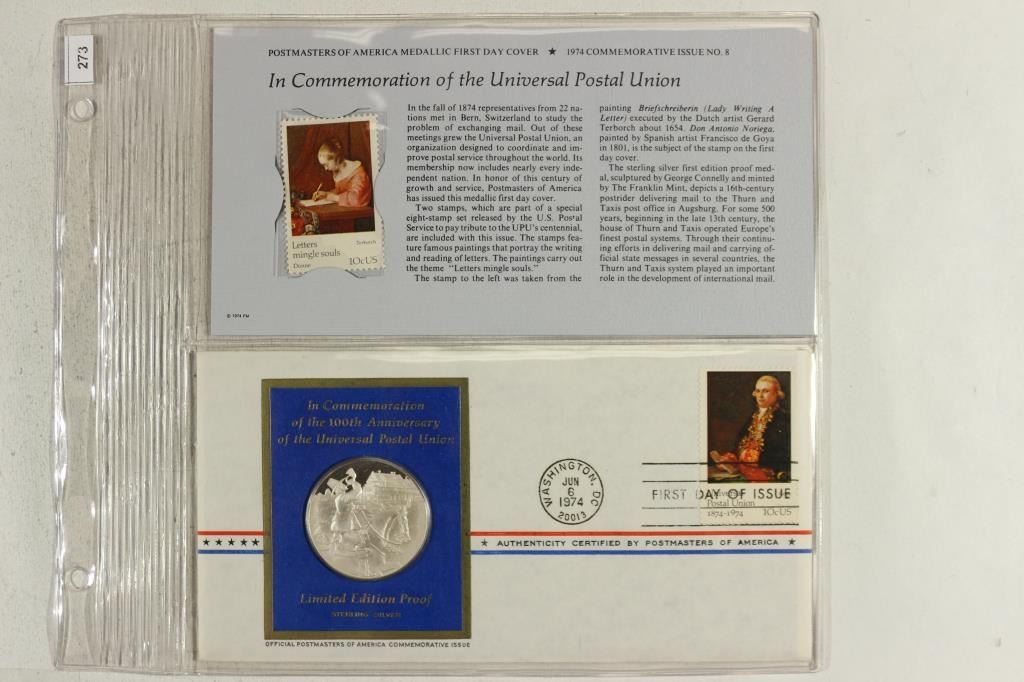 273
POSTMASTERS OF AMERICA MEDALLIC FIRST DAY COVER ★ 1974 COMMEMORATIVE ISSUE NO. 8
In Commemoration of the Universal Postal Union
Letters
mingle souls
Donne
Terborch
10cUS
In the fall of 1874 representatives from 22 na-
tions met in Bern, Switzerland to study the
problem of exchanging mail. Out of these
meetings grew the Universal Postal Union, an
organization designed to coordinate and im-
prove postal service throughout the world. Its
membership now includes nearly every inde-
pendent nation. In honor of this century of
growth and service, Postmasters of America
has issued this medallic first day cover.
Two stamps, which are part of a special
eight-stamp set released by the U.S. Postal
Service to pay tribute to the UPU's centennial,
are included with this issue. The stamps fea-
ture famous paintings that portray the writing
and reading of letters. The paintings carry out
the theme "Letters mingle souls."
The stamp to the left was taken from the
painting Briefschreiberin (Lady Writing A
Letter) executed by the Dutch artist Gerard
Terborch about 1654. Don Antonio Noriega,
painted by Spanish artist Francisco de Goya
in 1801, is the subject of the stamp on the first
day cover.
The sterling silver first edition proof med-
al, sculptured by George Connelly and minted
by The Franklin Mint, depicts a 16th-century
postrider delivering mail to the Thurn and
Taxis post office in Augsburg. For some 500
years, beginning in the late 13th century, the
house of Thurn and Taxis operated Europe's
finest postal systems. Through their continu-
ing efforts in delivering mail and carrying of-
ficial state messages in several countries, the
Thurn and Taxis system played an important
role in the development of international mail.
© 1974 FM
In Commemoration
of the 100th Anniversary
of the Universal Postal Union
Limited Edition Proof
STERLING SILVER
OFFICIAL POSTMASTERS OF AMERICA COMMEMORATIVE ISSUE
WASHINGTON, DC
JUN
6
1974
20013
FIRST DAY OF ISSUE
Universal
Postal Union
1874-1974 10cUS
★★★★★ ★ AUTHENTICITY CERTIFIED BY POSTMASTERS OF AMERICA ★